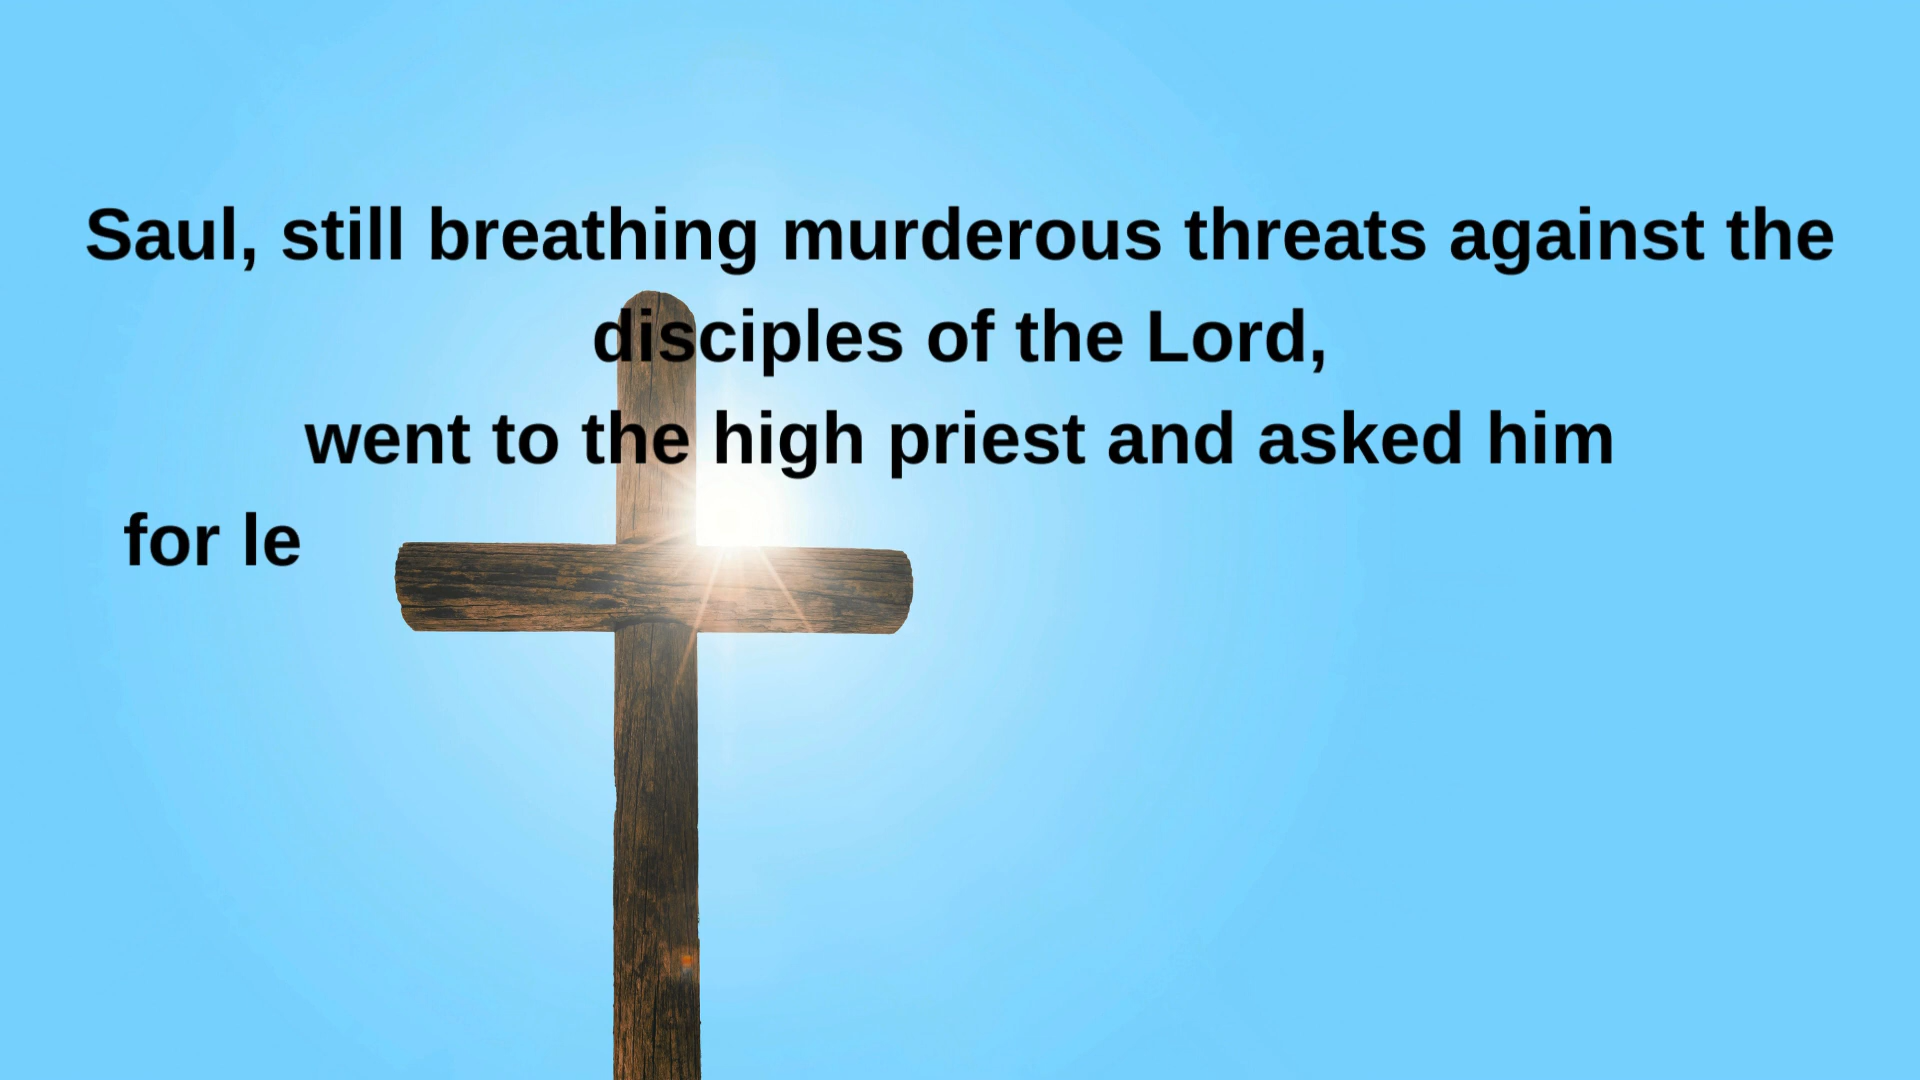 Saul, still breathing murderous threats against the
disciples of the Lord,
went to the high priest and asked him
for le